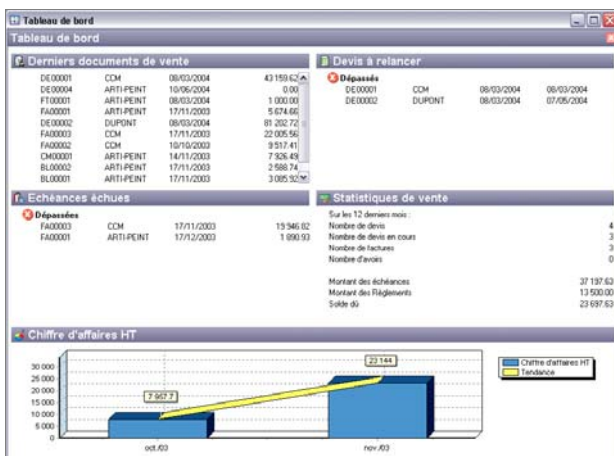 Tableau de bord
Tableau de bord
Derniers documents de vente
DE00001 CCM 08/03/2004 43 159.62
DE00004 ARTI-PEINT 10/06/2004 0.00
FT00001 ARTI-PEINT 08/03/2004 1 000.00
FA00001 ARTI-PEINT 17/11/2003 5 674.66
DE00002 DUPONT 08/03/2004 81 202.72
FA00003 CCM 17/11/2003 22 005.56
FA00002 CCM 10/10/2003 9 517.41
CM00001 ARTI-PEINT 14/11/2003 7 926.49
BL00002 ARTI-PEINT 17/11/2003 2 588.74
BL00001 ARTI-PEINT 17/11/2003 3 085.92
Devis à relancer
Dépassés
DE00001 CCM 08/03/2004 08/03/2004
DE00002 DUPONT 08/03/2004 07/05/2004
Echéances échues
Dépassées
FA00003 CCM 17/11/2003 19 946.82
FA00001 ARTI-PEINT 17/12/2003 1 890.93
Statistiques de vente
Sur les 12 derniers mois :
Nombre de devis 4
Nombre de devis en cours 3
Nombre de factures 3
Nombre d'avoirs 0
Montant des échéances 37 197.63
Montant des Règlements 13 500.00
Solde dû 23 697.63
Chiffre d'affaires HT
30 000
25 000
20 000
15 000
10 000
5 000
0
7 967.7
23 144
oct./03
nov./03
Chiffre d'affaires HT
Tendance